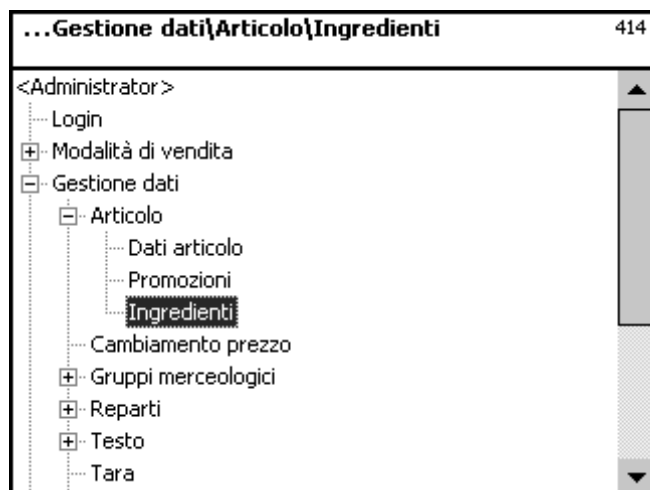 ...Gestione dati\Articolo\Ingredienti 414
<Administrator>
Login
Modalità di vendita
Gestione dati
Articolo
Dati articolo
Promozioni
Ingredienti
Cambiamento prezzo
Gruppi merceologici
Reparti
Testo
Tara